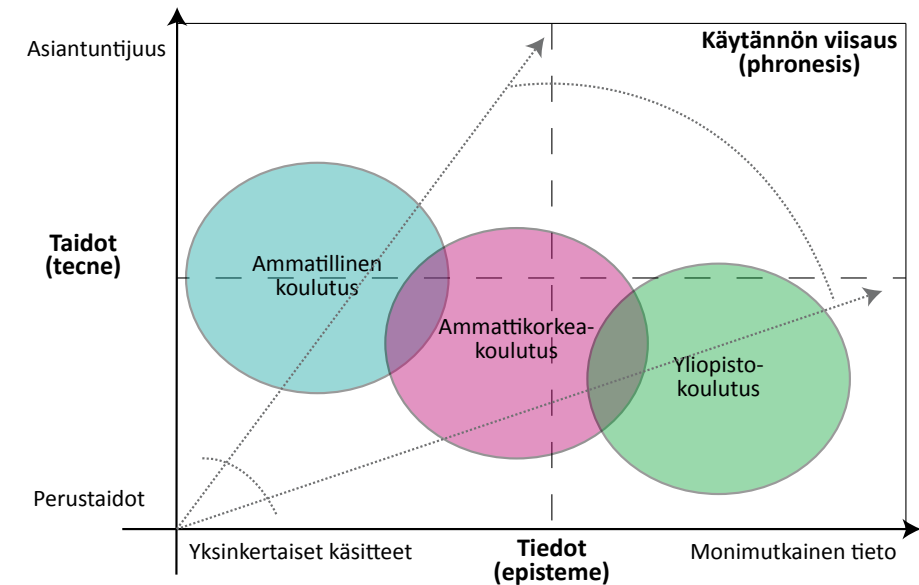 Asiantuntijuus
Käytännön viisaus
(phronesis)
Taidot
(tecne)
Ammatillinen
koulutus
Ammattikorkea-
koulutus
Yliopisto-
koulutus
Perustaidot
Yksinkertaiset käsitteet
Tiedot
(episteme)
Monimutkainen tieto